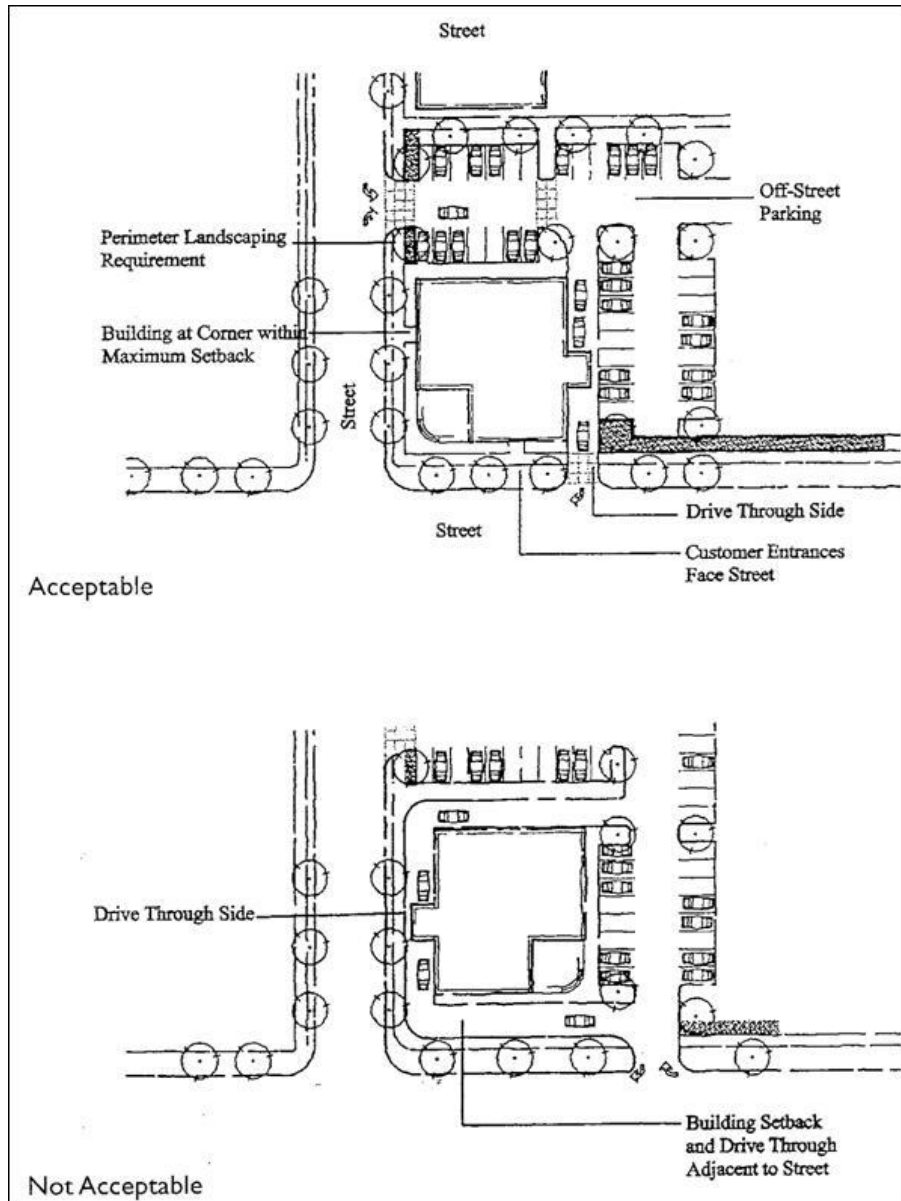 Street
Off-Street
Parking
Perimeter Landscaping
Requirement
Building at Corner within
Maximum Setback
Street
Drive Through Side
Street
Customer Entrances
Face Street
Acceptable
Drive Through Side
Building Setback
and Drive Through
Adjacent to Street
Not Acceptable